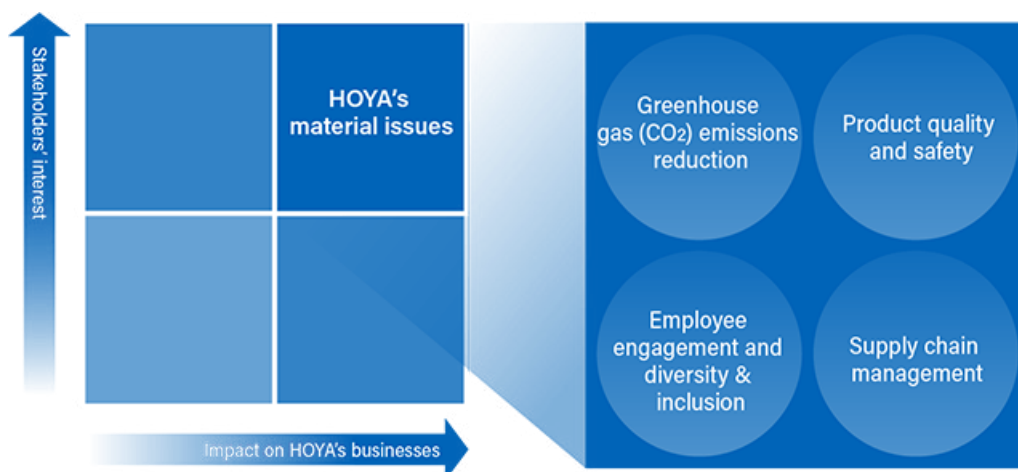 Stakeholders' interest
HOYA's
material issues
Impact on HOYA's businesses
Greenhouse
gas (CO₂) emissions
reduction
Product quality
and safety
Employee
engagement and
diversity &
inclusion
Supply chain
management